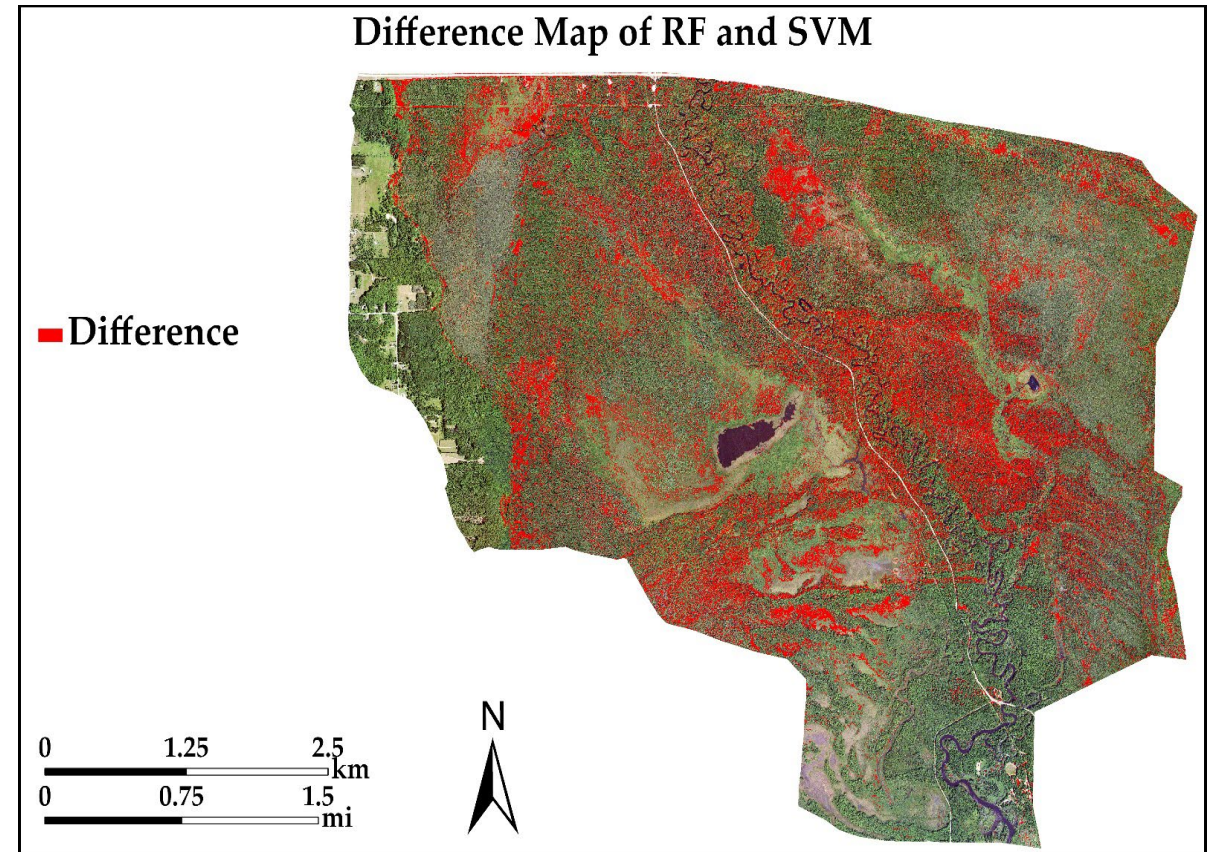 Difference Map of RF and SVM
Difference
N
0 1.25 2.5
km
0 0.75 1.5
mi